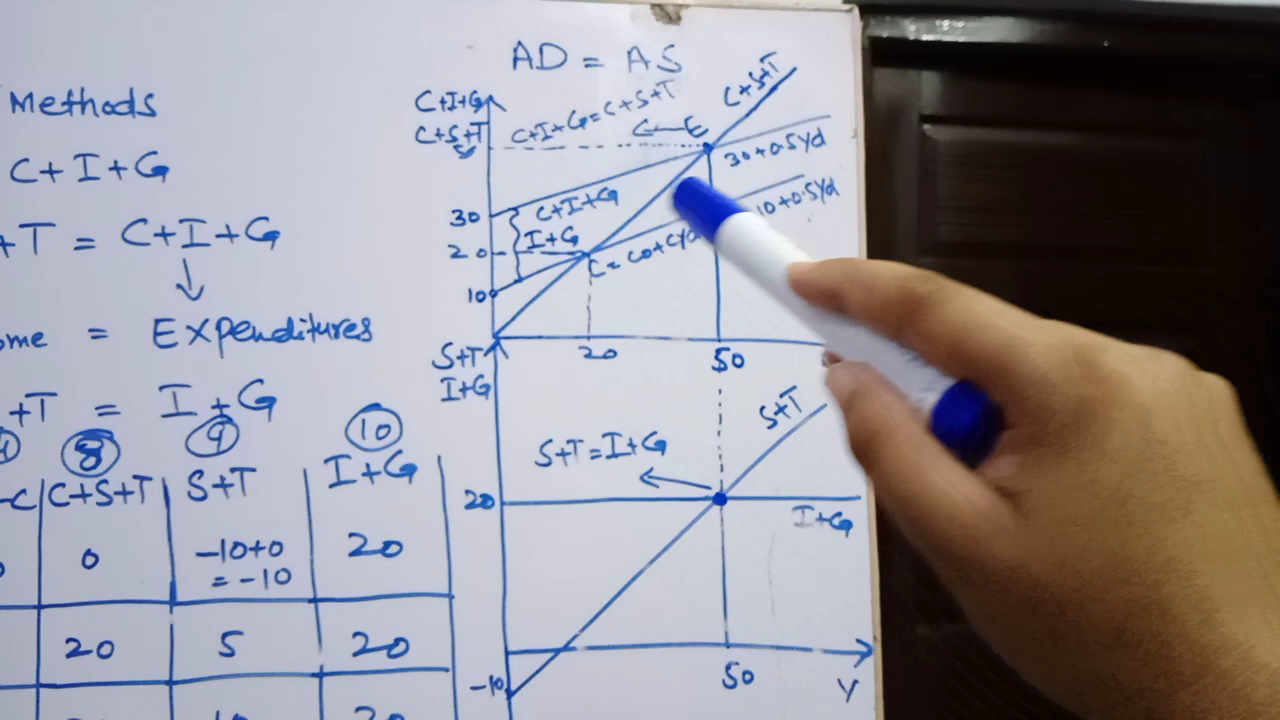 Methods
C+I+G
+T = C+I+G
ome = Expenditures
+T = I+G
8 9 10
-C C+S+T S+T I+G
0 -10+0 20
= -10
20 5 20
AD = AS
C+I+G
C+S+T
C+I+G=C+S+T
E
C+S+T
30+0.5Yd
10+0.5Yd
30
C+I+G
I+G
20
C=C0+CYd
10
20
50
S+T
I+G
S+T
S+T=I+G
20
I+G
-10
50
Y